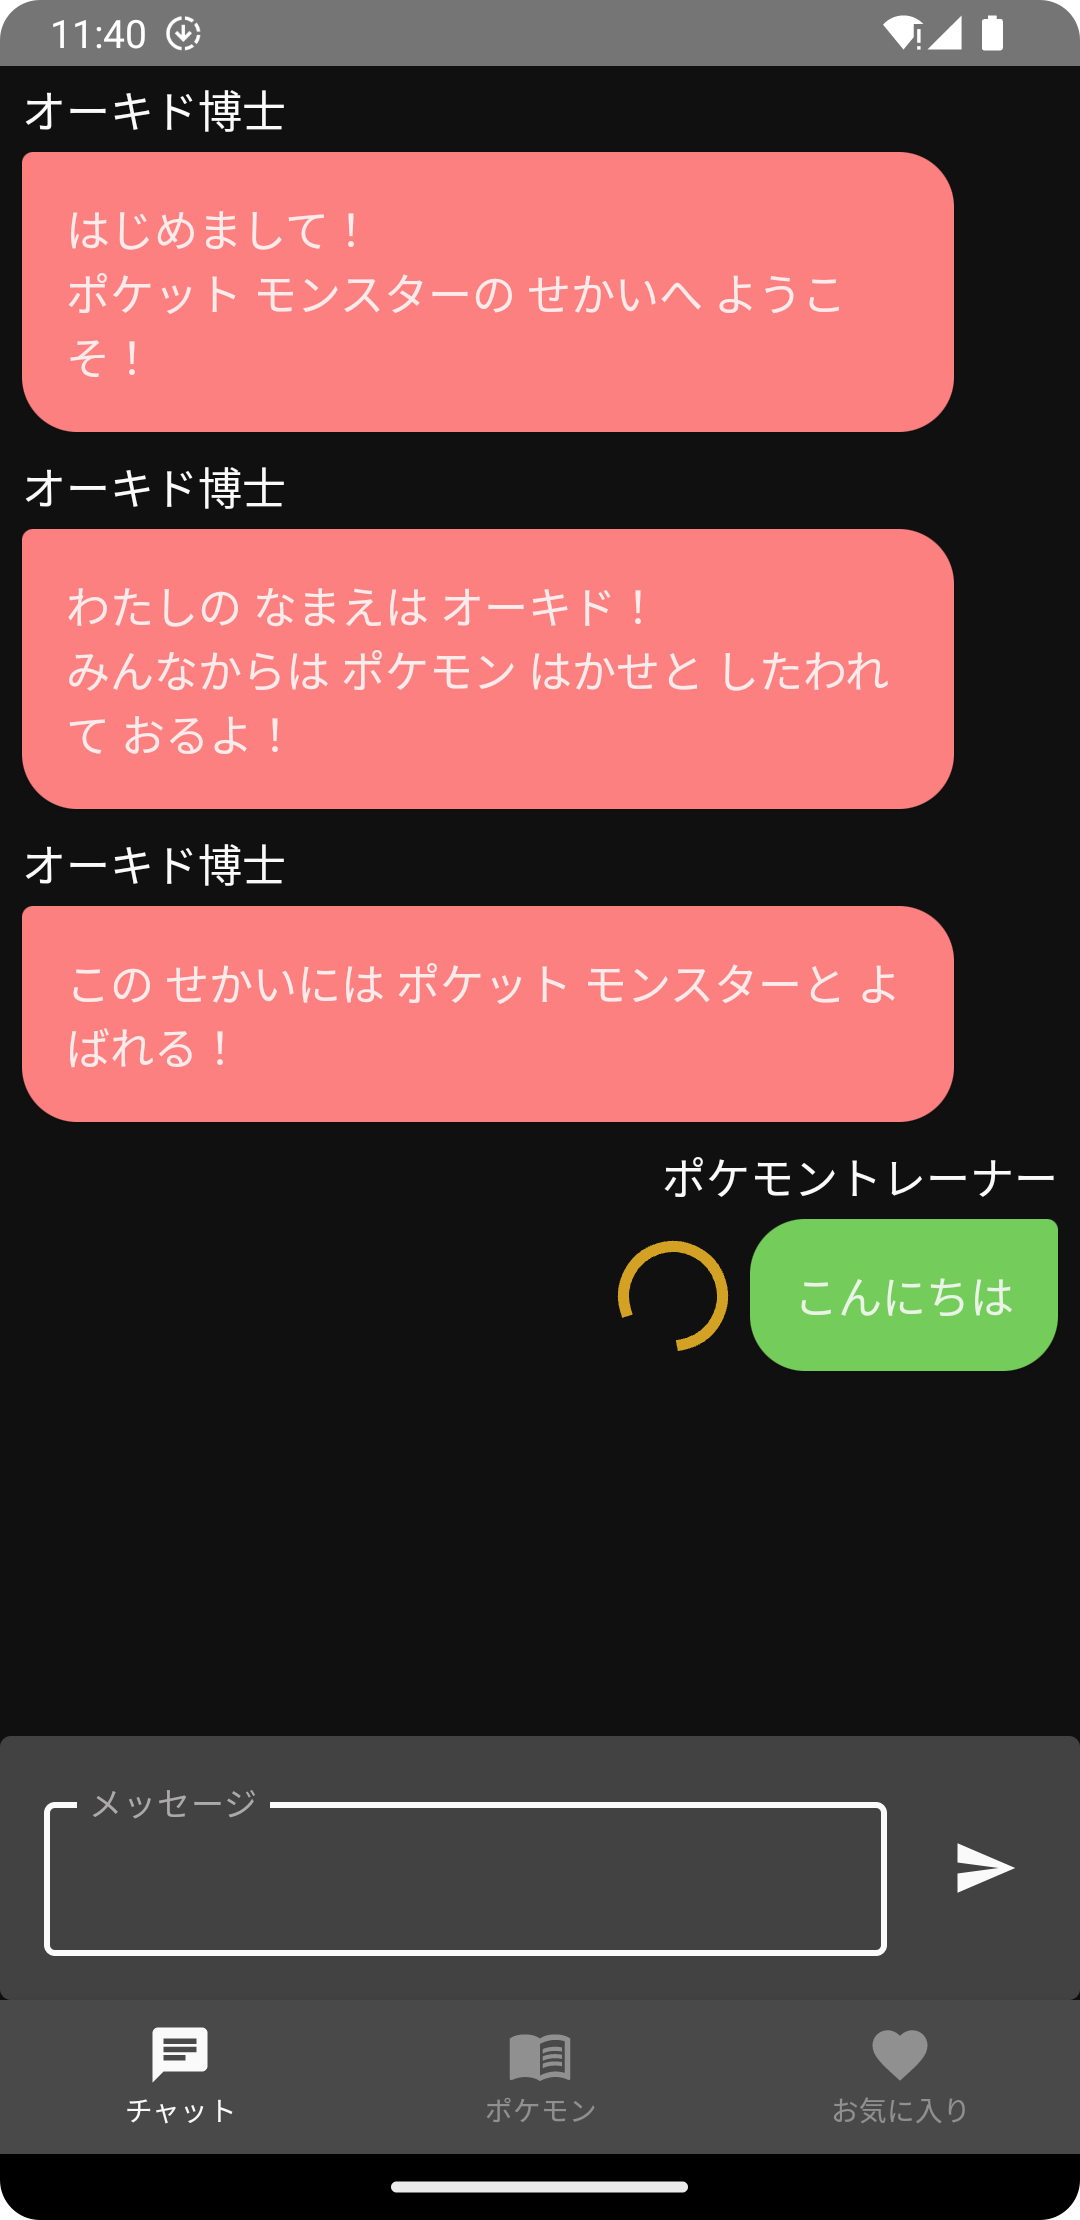 11:40
オーキド博士
はじめまして！
ポケット モンスターの せかいへ ようこ
そ！
オーキド博士
わたしの なまえは オーキド！
みんなからは ポケモン はかせと したわれ
て おるよ！
オーキド博士
この せかいには ポケット モンスターと よ
ばれる！
ポケモントレーナー
こんにちは
メッセージ
チャット
ポケモン
お気に入り